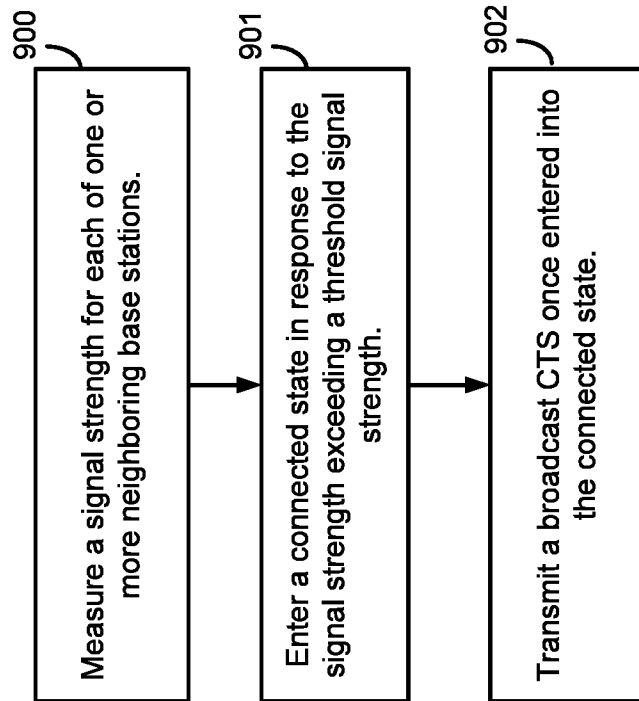 900
Measure a signal strength for each of one or
more neighboring base stations.
901
Enter a connected state in response to the
signal strength exceeding a threshold signal
strength.
902
Transmit a broadcast CTS once entered into
the connected state.